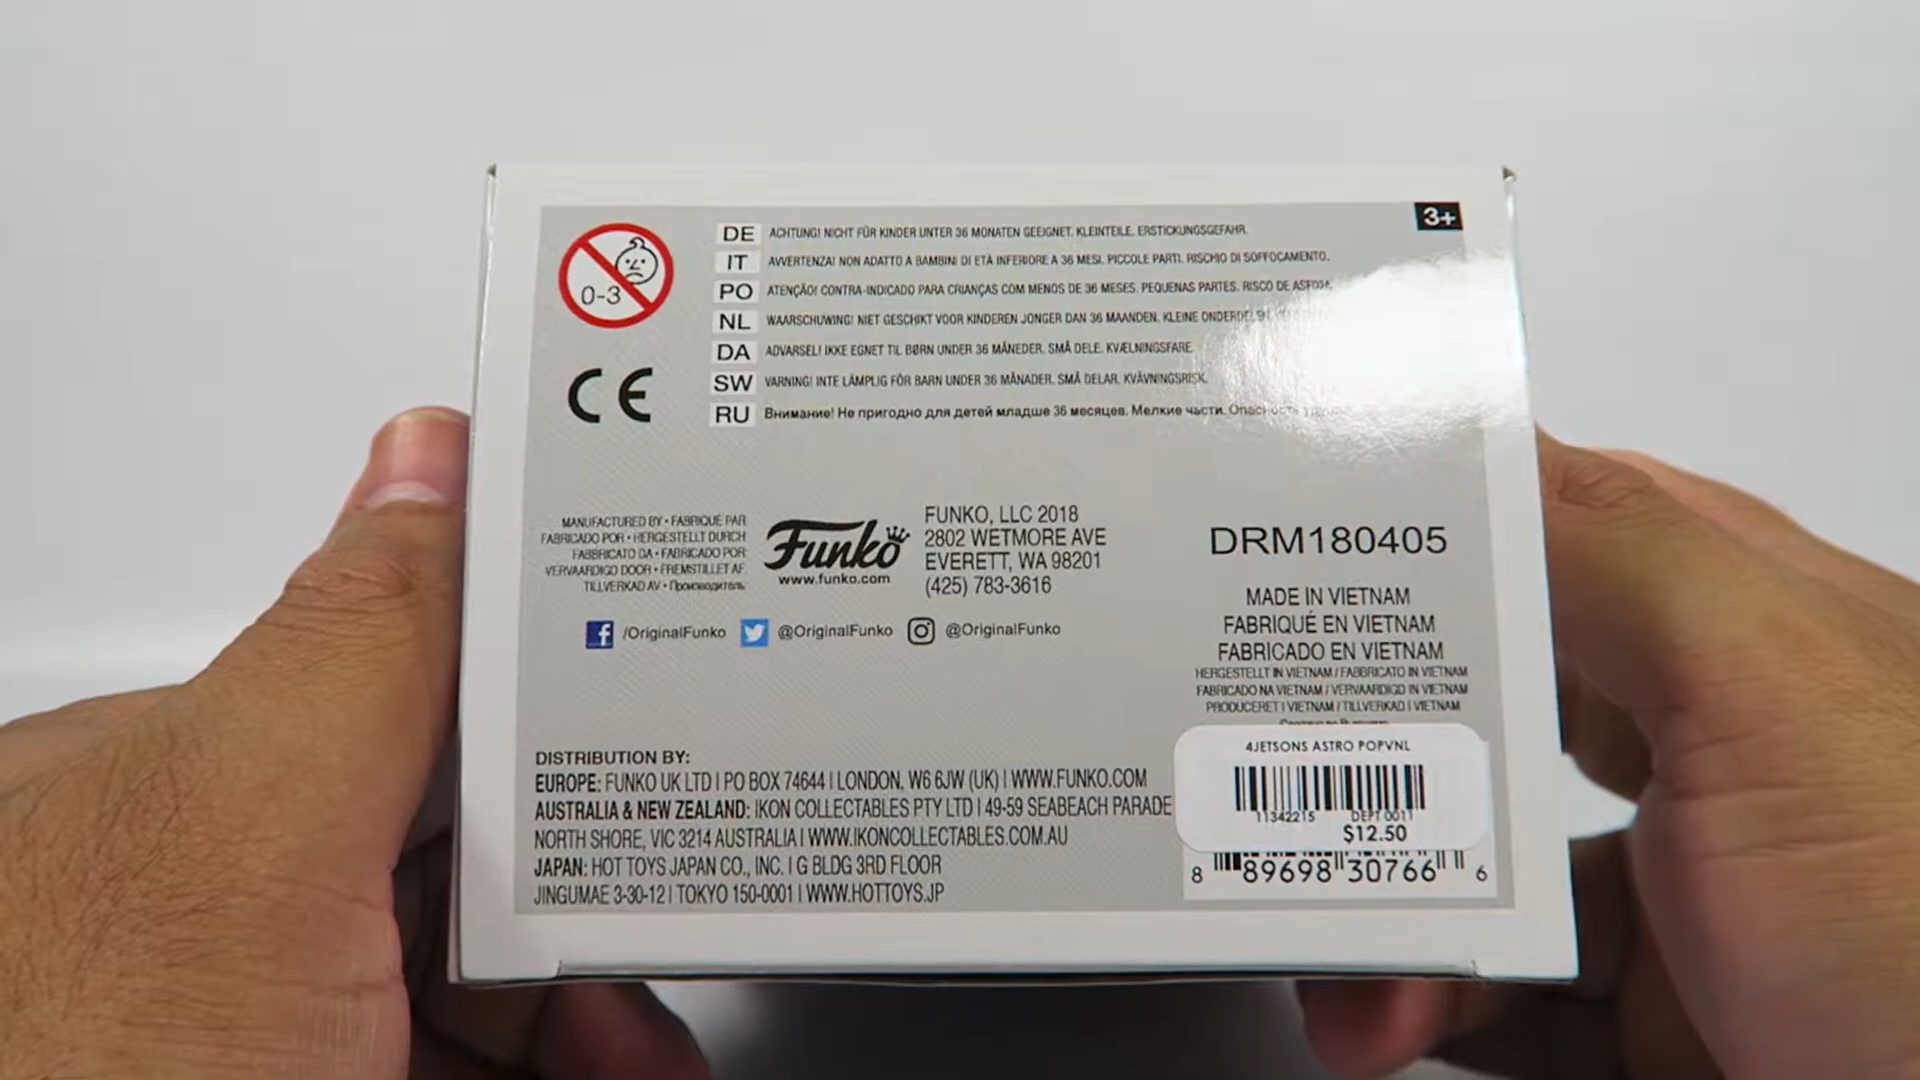 3+
0-3
DE ACHTUNG! NICHT FÜR KINDER UNTER 36 MONATEN GEEIGNET. KLEINTEILE. ERSTICKUNGSGEFAHR.
IT AVVERTENZA! NON ADATTO A BAMBINI DI ETÀ INFERIORE A 36 MESI. PICCOLE PARTI. RISCHIO DI SOFFOCAMENTO.
PO ATENÇÃO! CONTRA-INDICADO PARA CRIANÇAS COM MENOS DE 36 MESES. PEQUENAS PARTES. RISCO DE
NL WAARSCHUWING! NIET GESCHIKT VOOR KINDEREN JONGER DAN 36 MAANDEN. KLEINE
DA ADVARSEL! IKKE EGNET TIL BØRN UNDER 36 MÅNEDER. SMÅ DELE. KVÆLNINGSFARE.
SW VARNING! INTE LÄMPLIG FÖR BARN UNDER 36 MÅNADER. SMÅ DELAR. KVÄVNINGSRISK.
RU Внимание! Не пригодно для детей младше 36 месяцев. Мелкие части.
CE
MANUFACTURED BY • FABRIQUÉ PAR
FABRICADO POR • HERGESTELLT DURCH
FABBRICATO DA • FABRICADO POR
VERVAARDIGD DOOR • FREMSTILLET AF
TILLVERKAD AV • Производитель
Funko
www.funko.com
FUNKO, LLC 2018
2802 WETMORE AVE
EVERETT, WA 98201
(425) 783-3616
/OriginalFunko @OriginalFunko @OriginalFunko
DRM180405
MADE IN VIETNAM
FABRIQUÉ EN VIETNAM
FABRICADO EN VIETNAM
HERGESTELLT IN VIETNAM / FABBRICATO IN VIETNAM
FABRICADO NA VIETNAM / VERVAARDIGD IN VIETNAM
PRODUCERET I VIETNAM / TILLVERKAD I VIETNAM
DISTRIBUTION BY:
EUROPE: FUNKO UK LTD | PO BOX 74644 | LONDON, W6 6JW (UK) | WWW.FUNKO.COM
AUSTRALIA & NEW ZEALAND: IKON COLLECTABLES PTY LTD | 49-59 SEABEACH PARADE
NORTH SHORE, VIC 3214 AUSTRALIA | WWW.IKONCOLLECTABLES.COM.AU
JAPAN: HOT TOYS JAPAN CO., INC. | G BLDG 3RD FLOOR
JINGUMAE 3-30-12 | TOKYO 150-0001 | WWW.HOTTOYS.JP
4JETSONS ASTRO POPVNL
11342215 DEPT 0011
$12.50
8 89698 30766 6